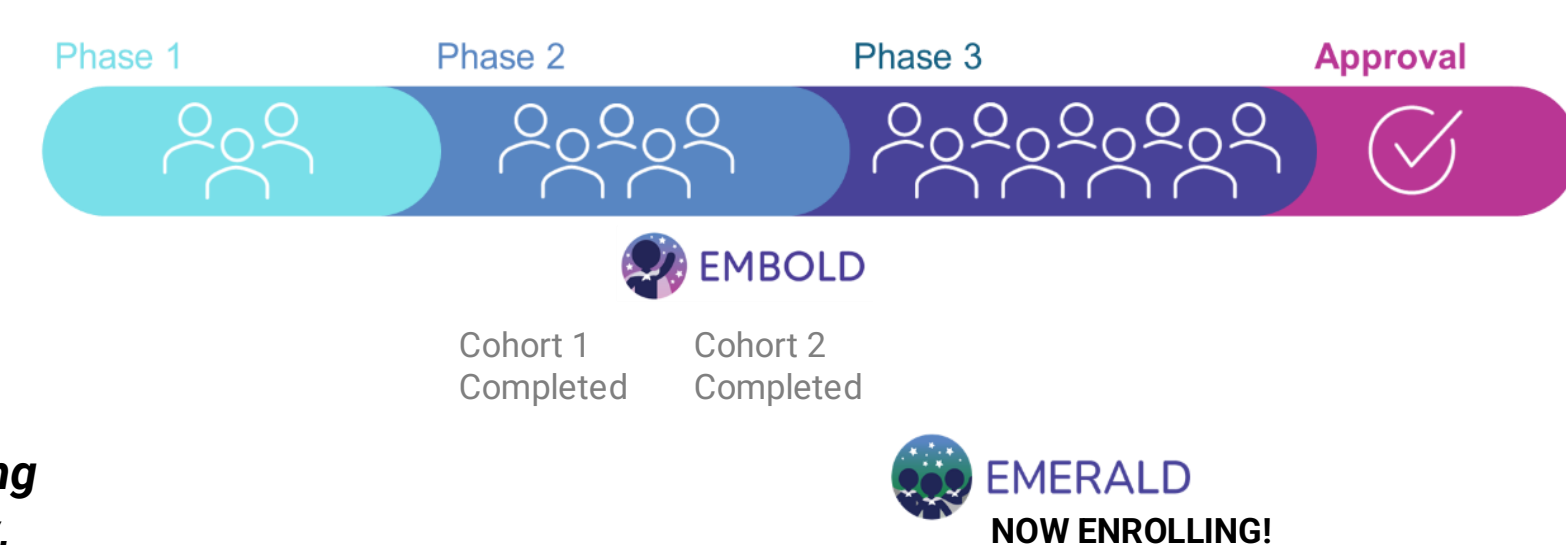 Phase 1
Phase 2
Phase 3
Approval
EMBOLD
Cohort 1
Completed
Cohort 2
Completed
EMERALD
NOW ENROLLING!